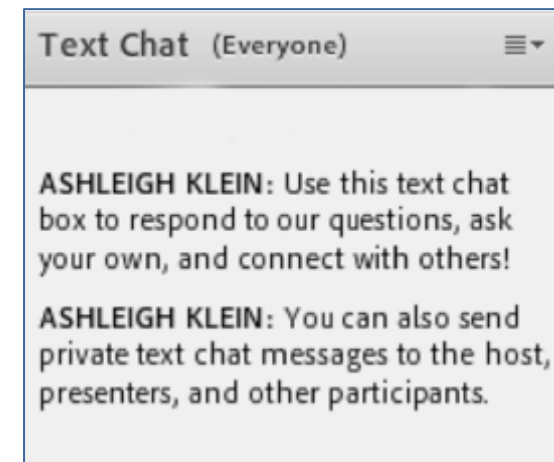 Text Chat (Everyone)
ASHLEIGH KLEIN: Use this text chat
box to respond to our questions, ask
your own, and connect with others!
ASHLEIGH KLEIN: You can also send
private text chat messages to the host,
presenters, and other participants.